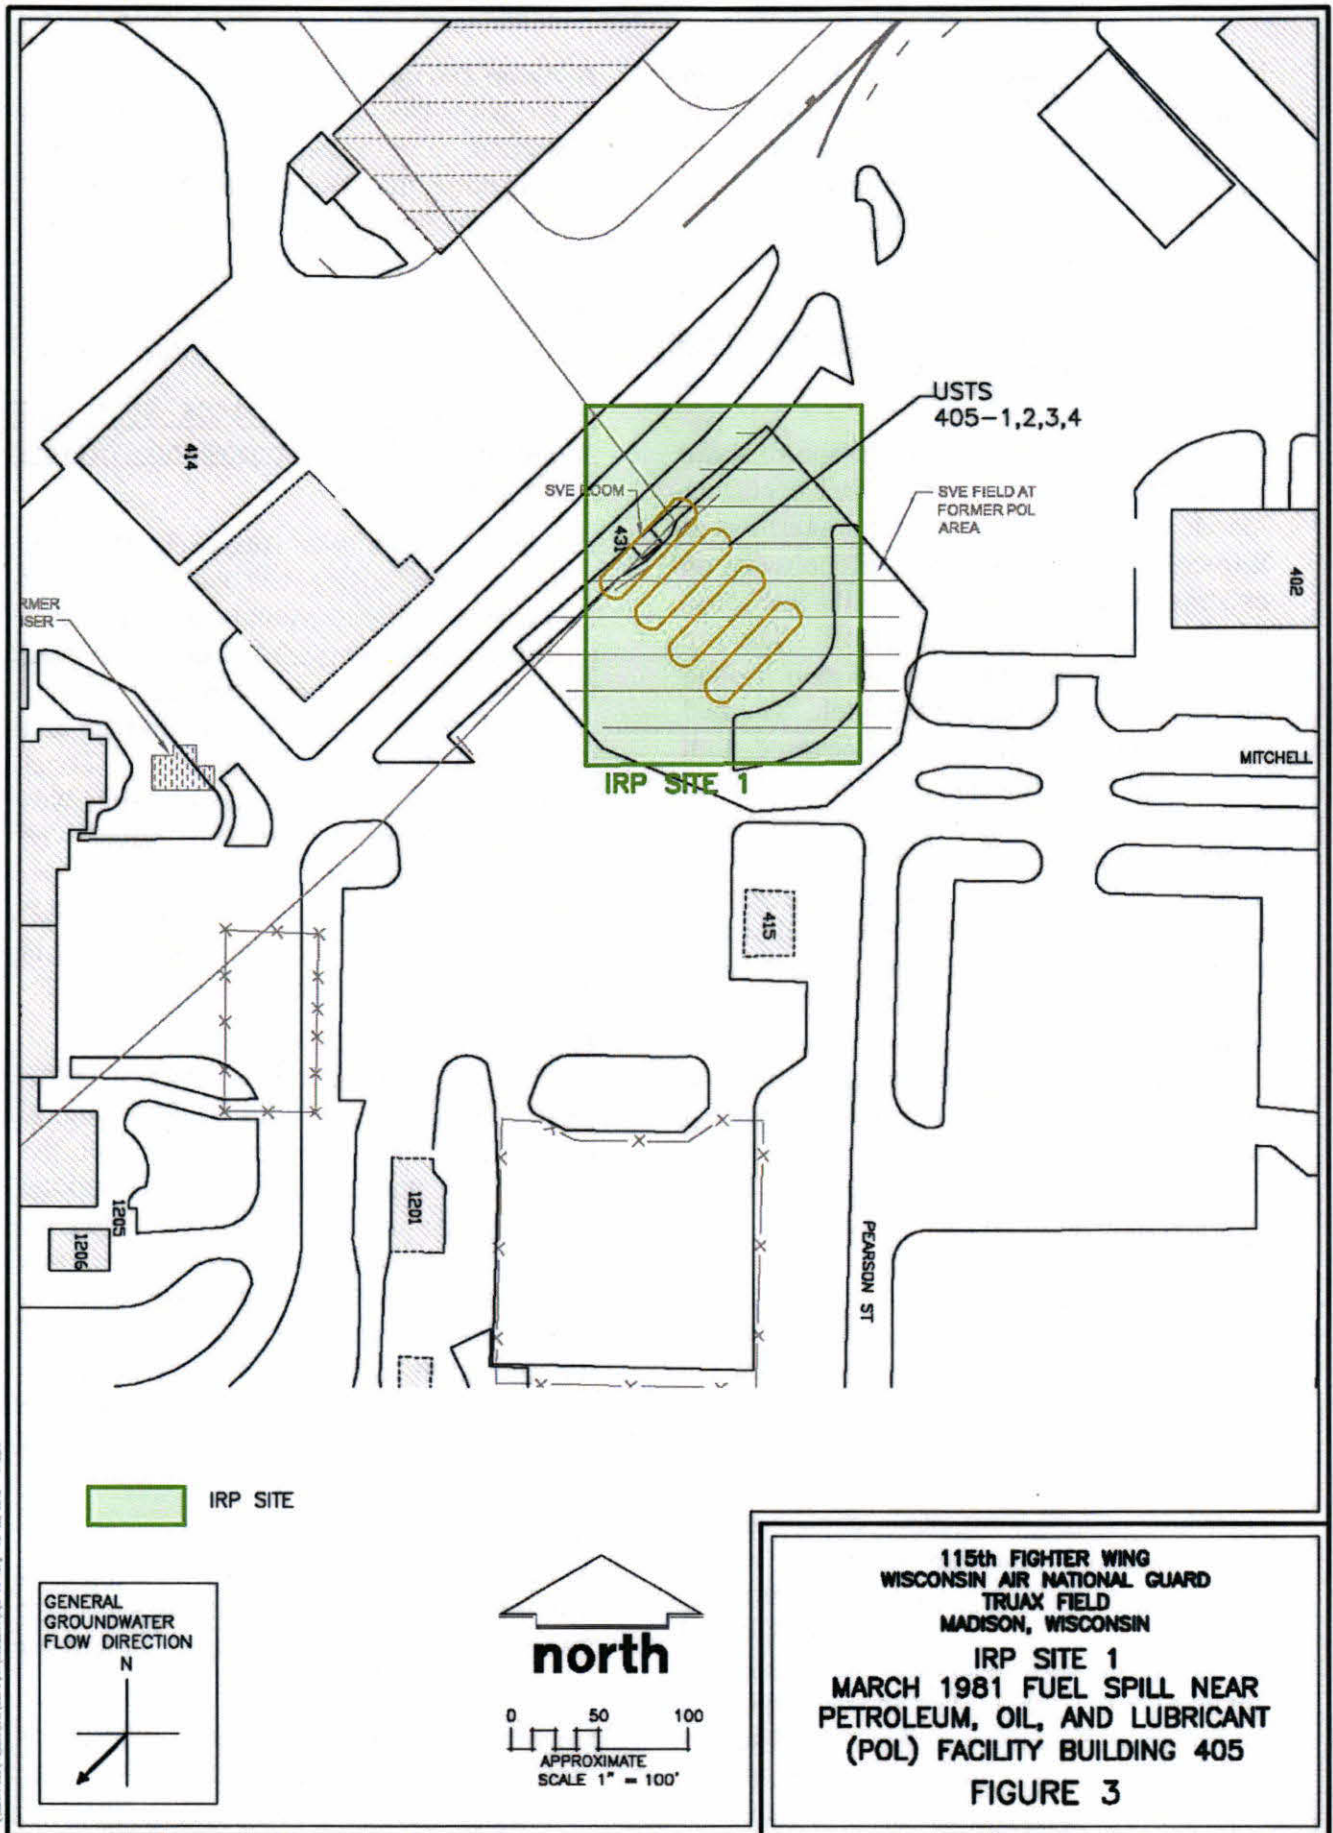 USTS
405-1,2,3,4
414
SVE ROOM
SVE FIELD AT
FORMER POL
AREA
431
402
MITCHELL
IRP SITE 1
415
1201
1205
1206
PEARSON ST
IRP SITE
GENERAL
GROUNDWATER
FLOW DIRECTION
N
north
0 50 100
APPROXIMATE
SCALE 1" = 100'
115th FIGHTER WING
WISCONSIN AIR NATIONAL GUARD
TRUAX FIELD
MADISON, WISCONSIN
IRP SITE 1
MARCH 1981 FUEL SPILL NEAR
PETROLEUM, OIL, AND LUBRICANT
(POL) FACILITY BUILDING 405
FIGURE 3